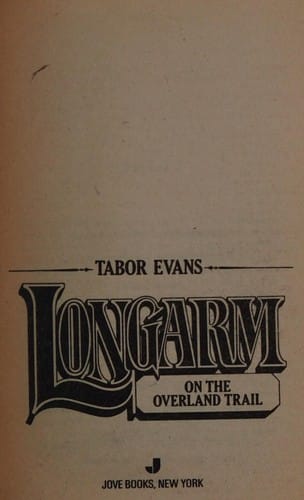 TABOR EVANS
LONGARM
ON THE
OVERLAND TRAIL
J
JOVE BOOKS, NEW YORK